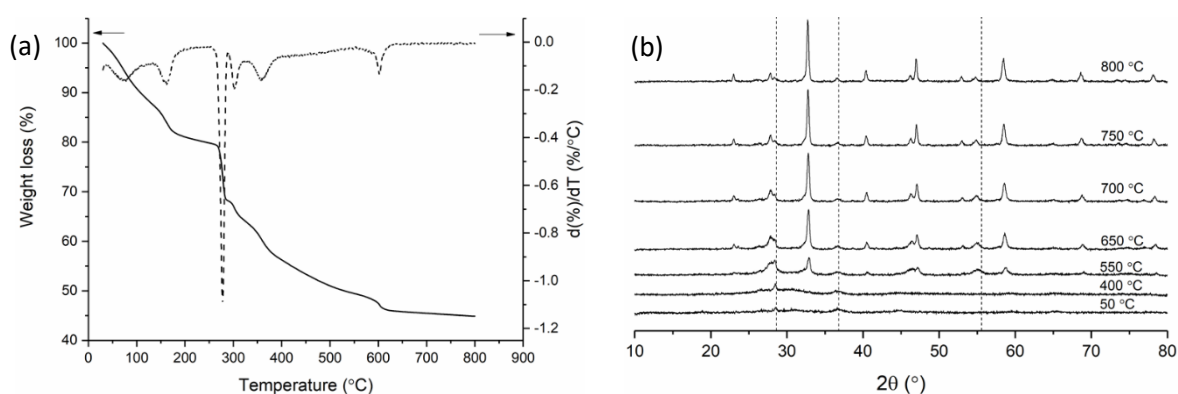 (a)
100
90
80
70
60
50
40
Weight loss (%)
0 100 200 300 400 500 600 700 800 900
Temperature (°C)
0.0
-0.2
-0.4
-0.6
-0.8
-1.0
-1.2
d(%)/dT (%/°C)
(b)
800 °C
750 °C
700 °C
650 °C
550 °C
400 °C
50 °C
10 20 30 40 50 60 70 80
2θ (°)